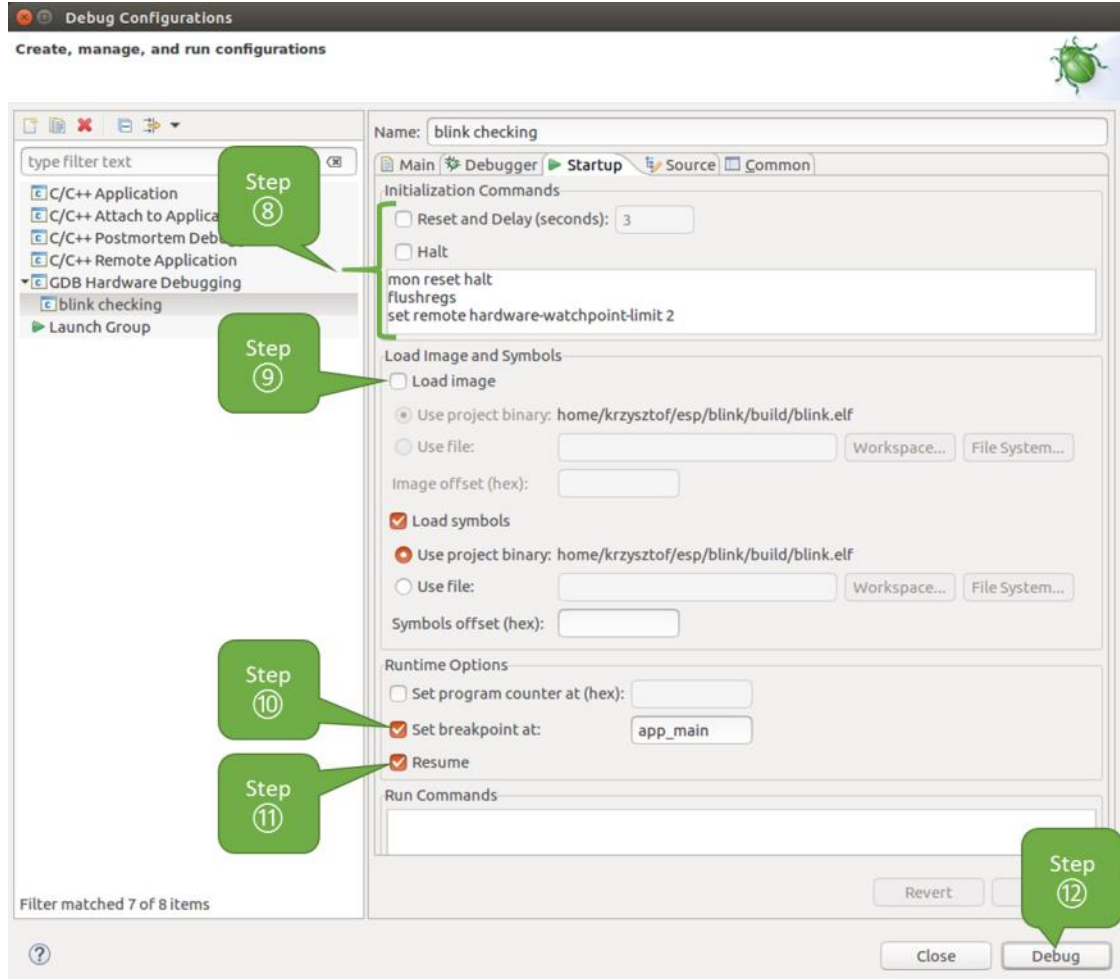 Debug Configurations
Create, manage, and run configurations
Name: blink checking
type filter text
Main Debugger Startup Source Common
Step
⑧
C/C++ Application
C/C++ Attach to Applica
C/C++ Postmortem Debu
C/C++ Remote Application
GDB Hardware Debugging
blink checking
Launch Group
Initialization Commands
Reset and Delay (seconds): 3
Halt
mon reset halt
flushregs
set remote hardware-watchpoint-limit 2
Step
⑨
Load Image and Symbols
Load image
Use project binary: home/krzysztof/esp/blink/build/blink.elf
Use file: Workspace... File System...
Image offset (hex):
Load symbols
Use project binary: home/krzysztof/esp/blink/build/blink.elf
Use file: Workspace... File System...
Symbols offset (hex):
Step
⑩
Runtime Options
Set program counter at (hex):
Set breakpoint at: app_main
Resume
Step
⑪
Run Commands
Step
⑫
Filter matched 7 of 8 items
Revert
Close Debug